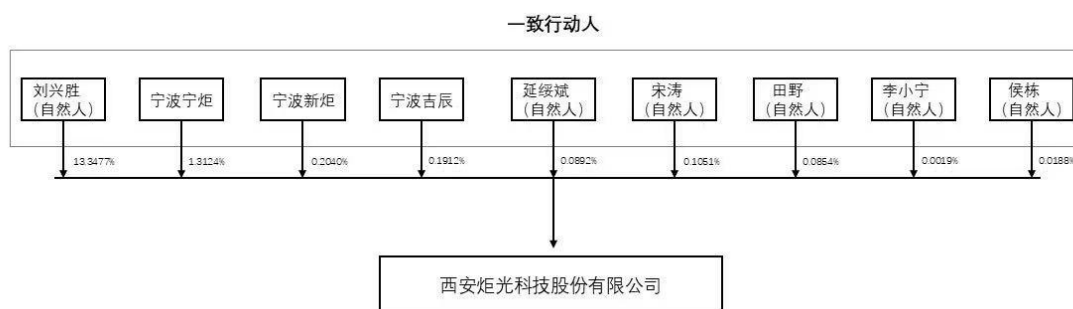 一致行动人
刘兴胜
（自然人）
宁波宁炬
宁波新炬
宁波吉辰
延绥斌
（自然人）
宋涛
（自然人）
田野
（自然人）
李小宁
（自然人）
侯栋
（自然人）
13.3477%
1.3124%
0.2040%
0.1912%
0.0892%
0.1051%
0.0854%
0.0019%
0.0188%
西安炬光科技股份有限公司